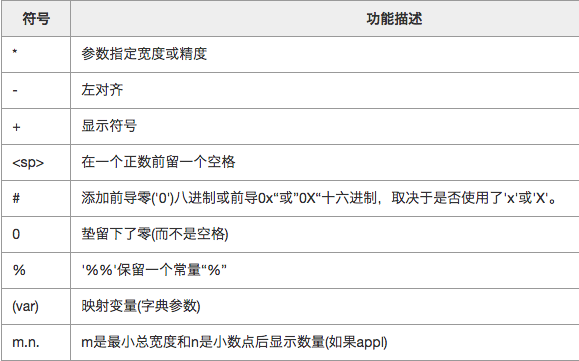 符号 功能描述
* 参数指定宽度或精度
- 左对齐
+ 显示符号
<sp> 在一个正数前留一个空格
# 添加前导零('0')八进制或前导0x“或”0X“十六进制，取决于是否使用了'x'或'X'。
0 垫留下了零(而不是空格)
% '%%'保留一个常量“%”
(var) 映射变量(字典参数)
m.n. m是最小总宽度和n是小数点后显示数量(如果appl)